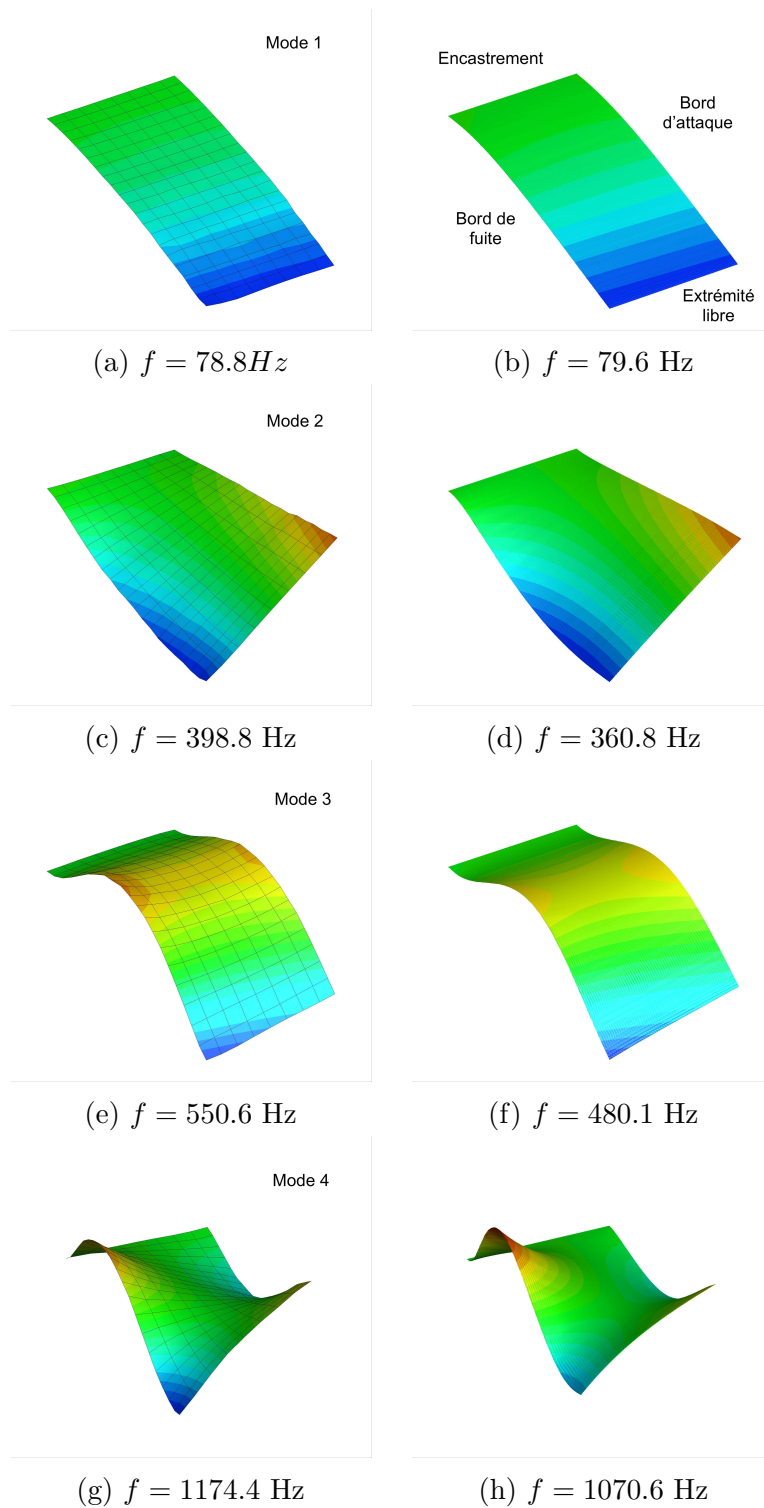 Mode 1
Encastrement
Bord
d'attaque
Bord de
fuite
Extrémité
libre
(a) f = 78.8Hz
(b) f = 79.6 Hz
Mode 2
(c) f = 398.8 Hz
(d) f = 360.8 Hz
Mode 3
(e) f = 550.6 Hz
(f) f = 480.1 Hz
Mode 4
(g) f = 1174.4 Hz
(h) f = 1070.6 Hz